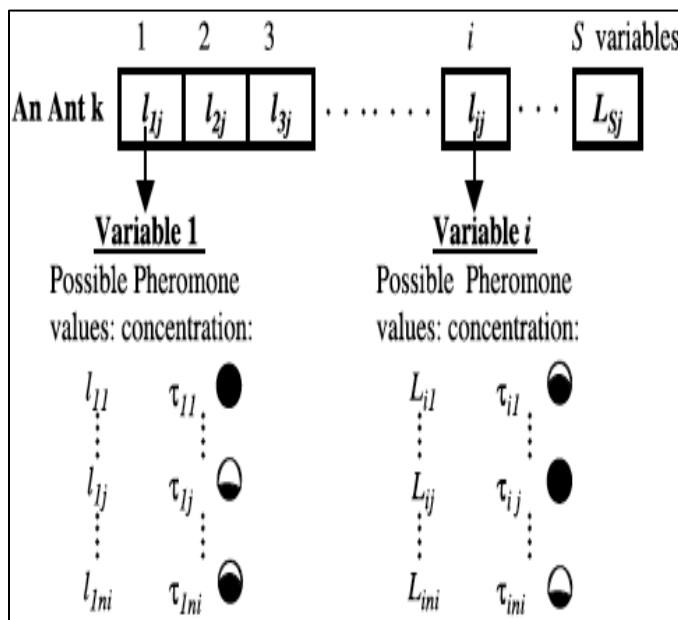 1 2 3 i S variables
An Ant k l1j l2j l3j ........ lij ... LSj
Variable 1 Variable i
Possible Pheromone Possible Pheromone
values: concentration: values: concentration:
l11 τ11 Li1 τi1
l1j τ1j Lij τij
l1ni τ1ni Lini τini